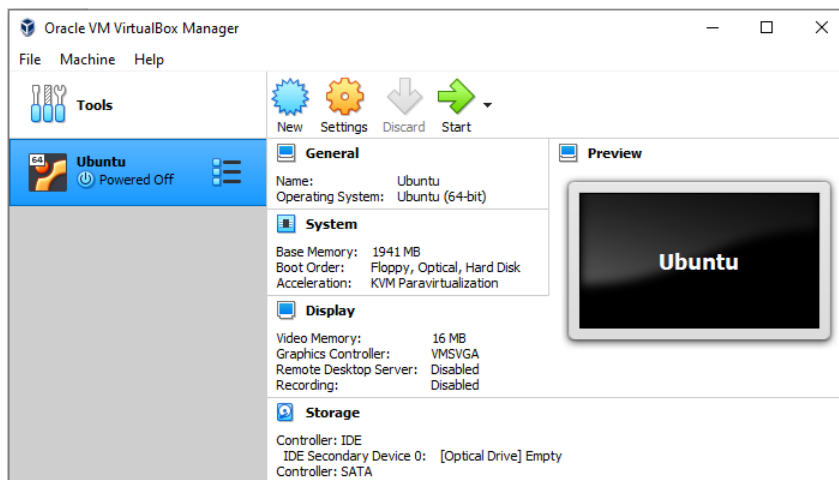 Oracle VM VirtualBox Manager
File Machine Help
Tools
New Settings Discard Start
64
Ubuntu
Powered Off
General
Name: Ubuntu
Operating System: Ubuntu (64-bit)
System
Base Memory: 1941 MB
Boot Order: Floppy, Optical, Hard Disk
Acceleration: KVM Paravirtualization
Display
Video Memory: 16 MB
Graphics Controller: VMSVGA
Remote Desktop Server: Disabled
Recording: Disabled
Storage
Controller: IDE
IDE Secondary Device 0: [Optical Drive] Empty
Controller: SATA
Preview
Ubuntu